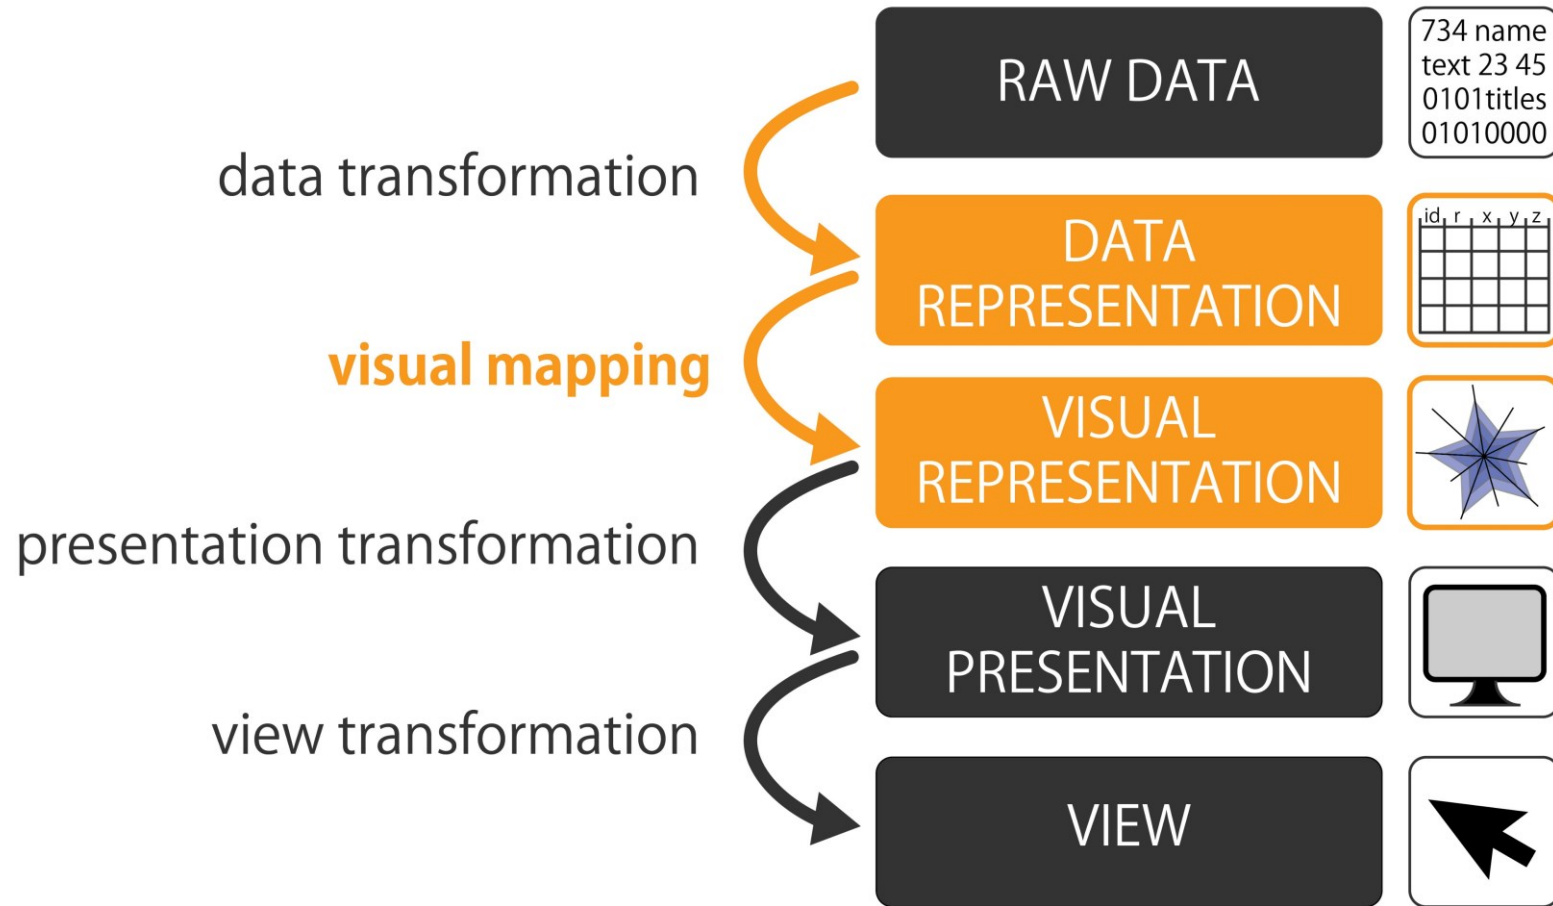 RAW DATA
734 name
text 23 45
0101titles
01010000
data transformation
DATA
REPRESENTATION
id r x y z
visual mapping
VISUAL
REPRESENTATION
presentation transformation
VISUAL
PRESENTATION
view transformation
VIEW